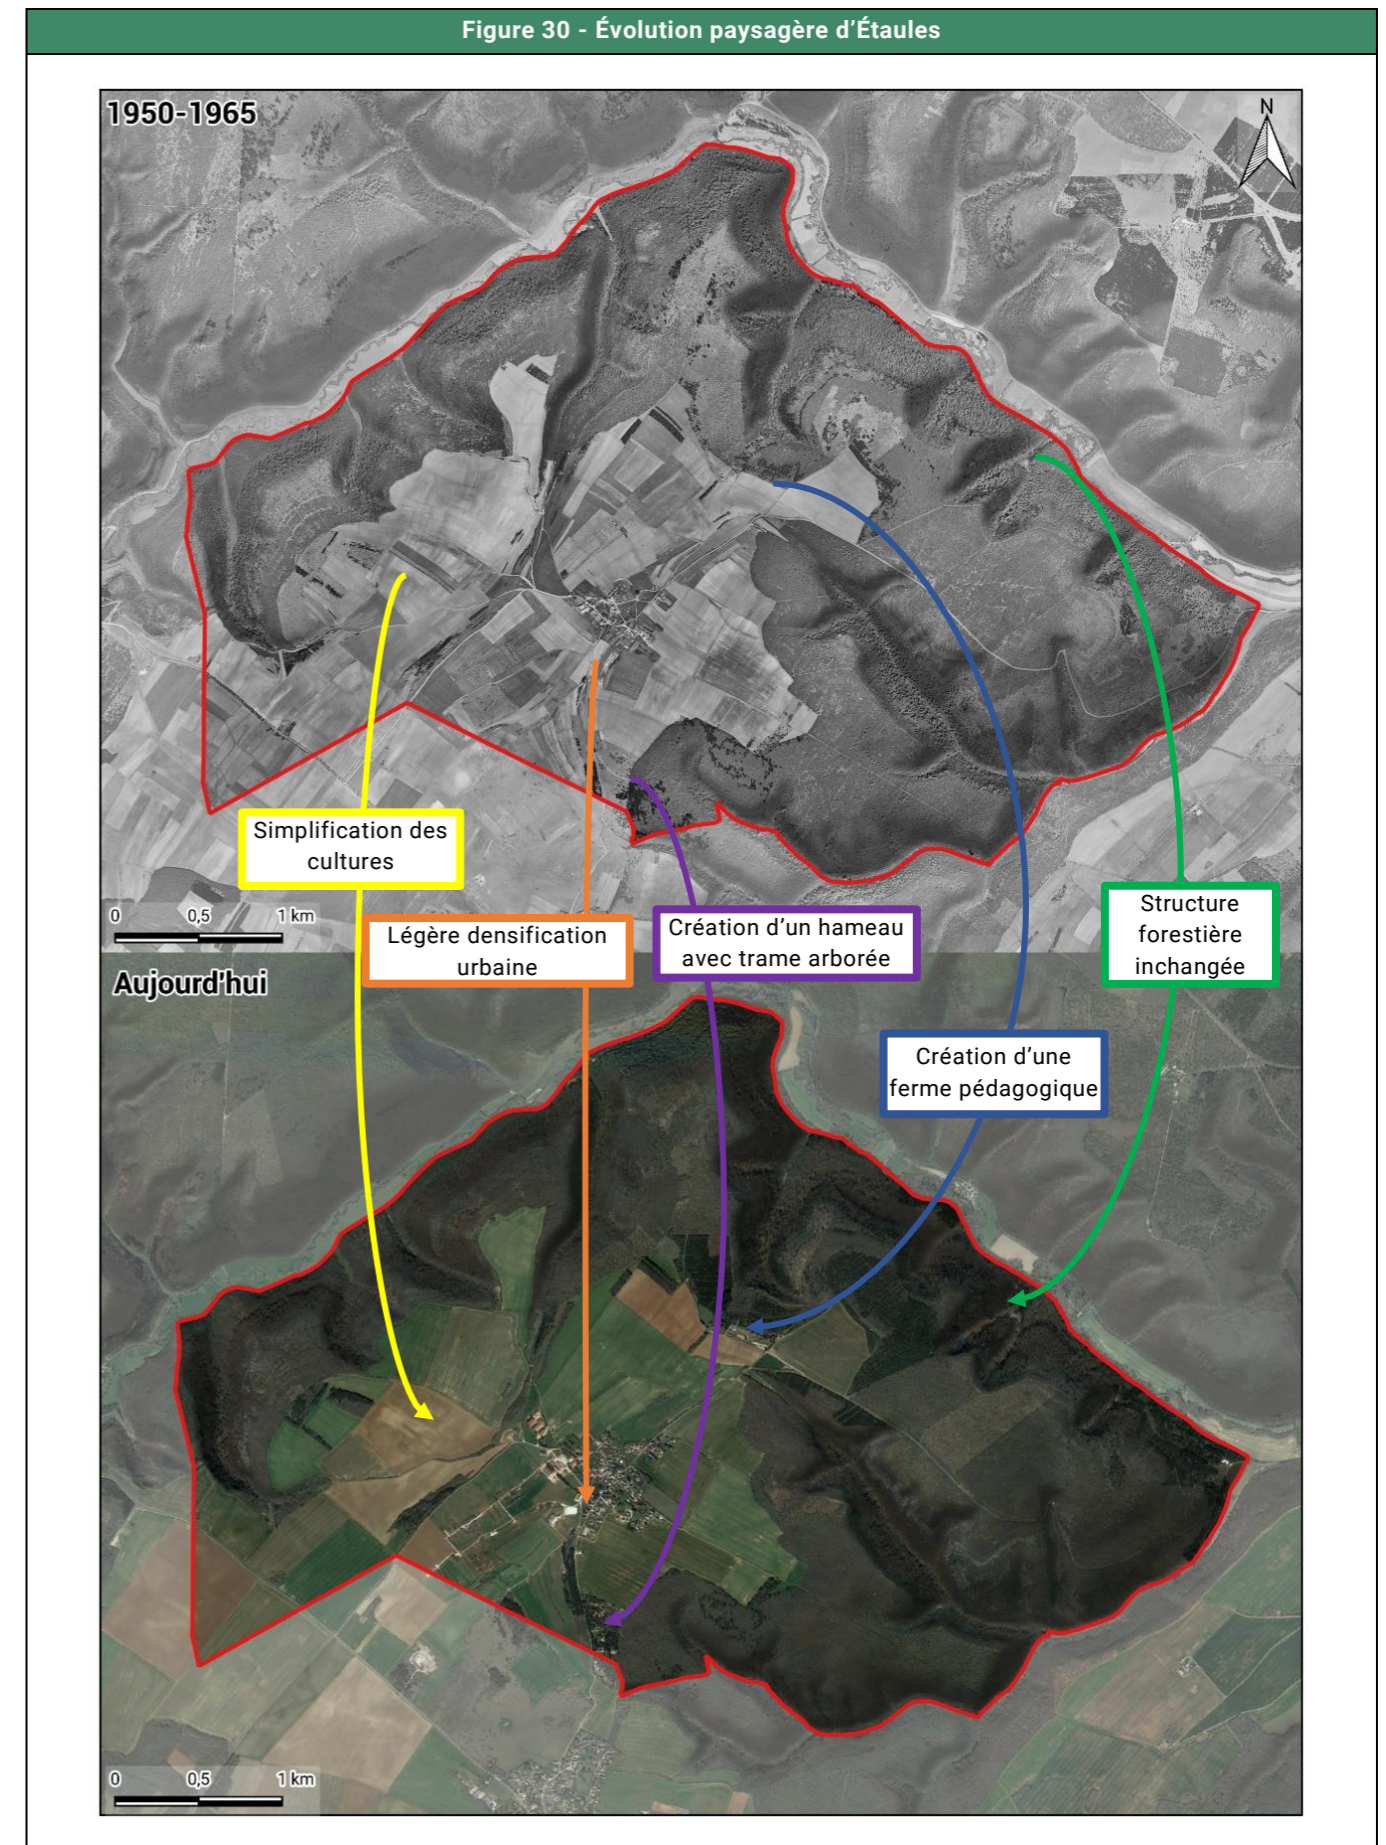 Figure 30 - Évolution paysagère d’Étaules
1950-1965
N
Simplification des
cultures
0 0,5 1 km
Légère densification
urbaine
Création d’un hameau
avec trame arborée
Structure
forestière
inchangée
Aujourd'hui
Création d’une
ferme pédagogique
0 0,5 1 km